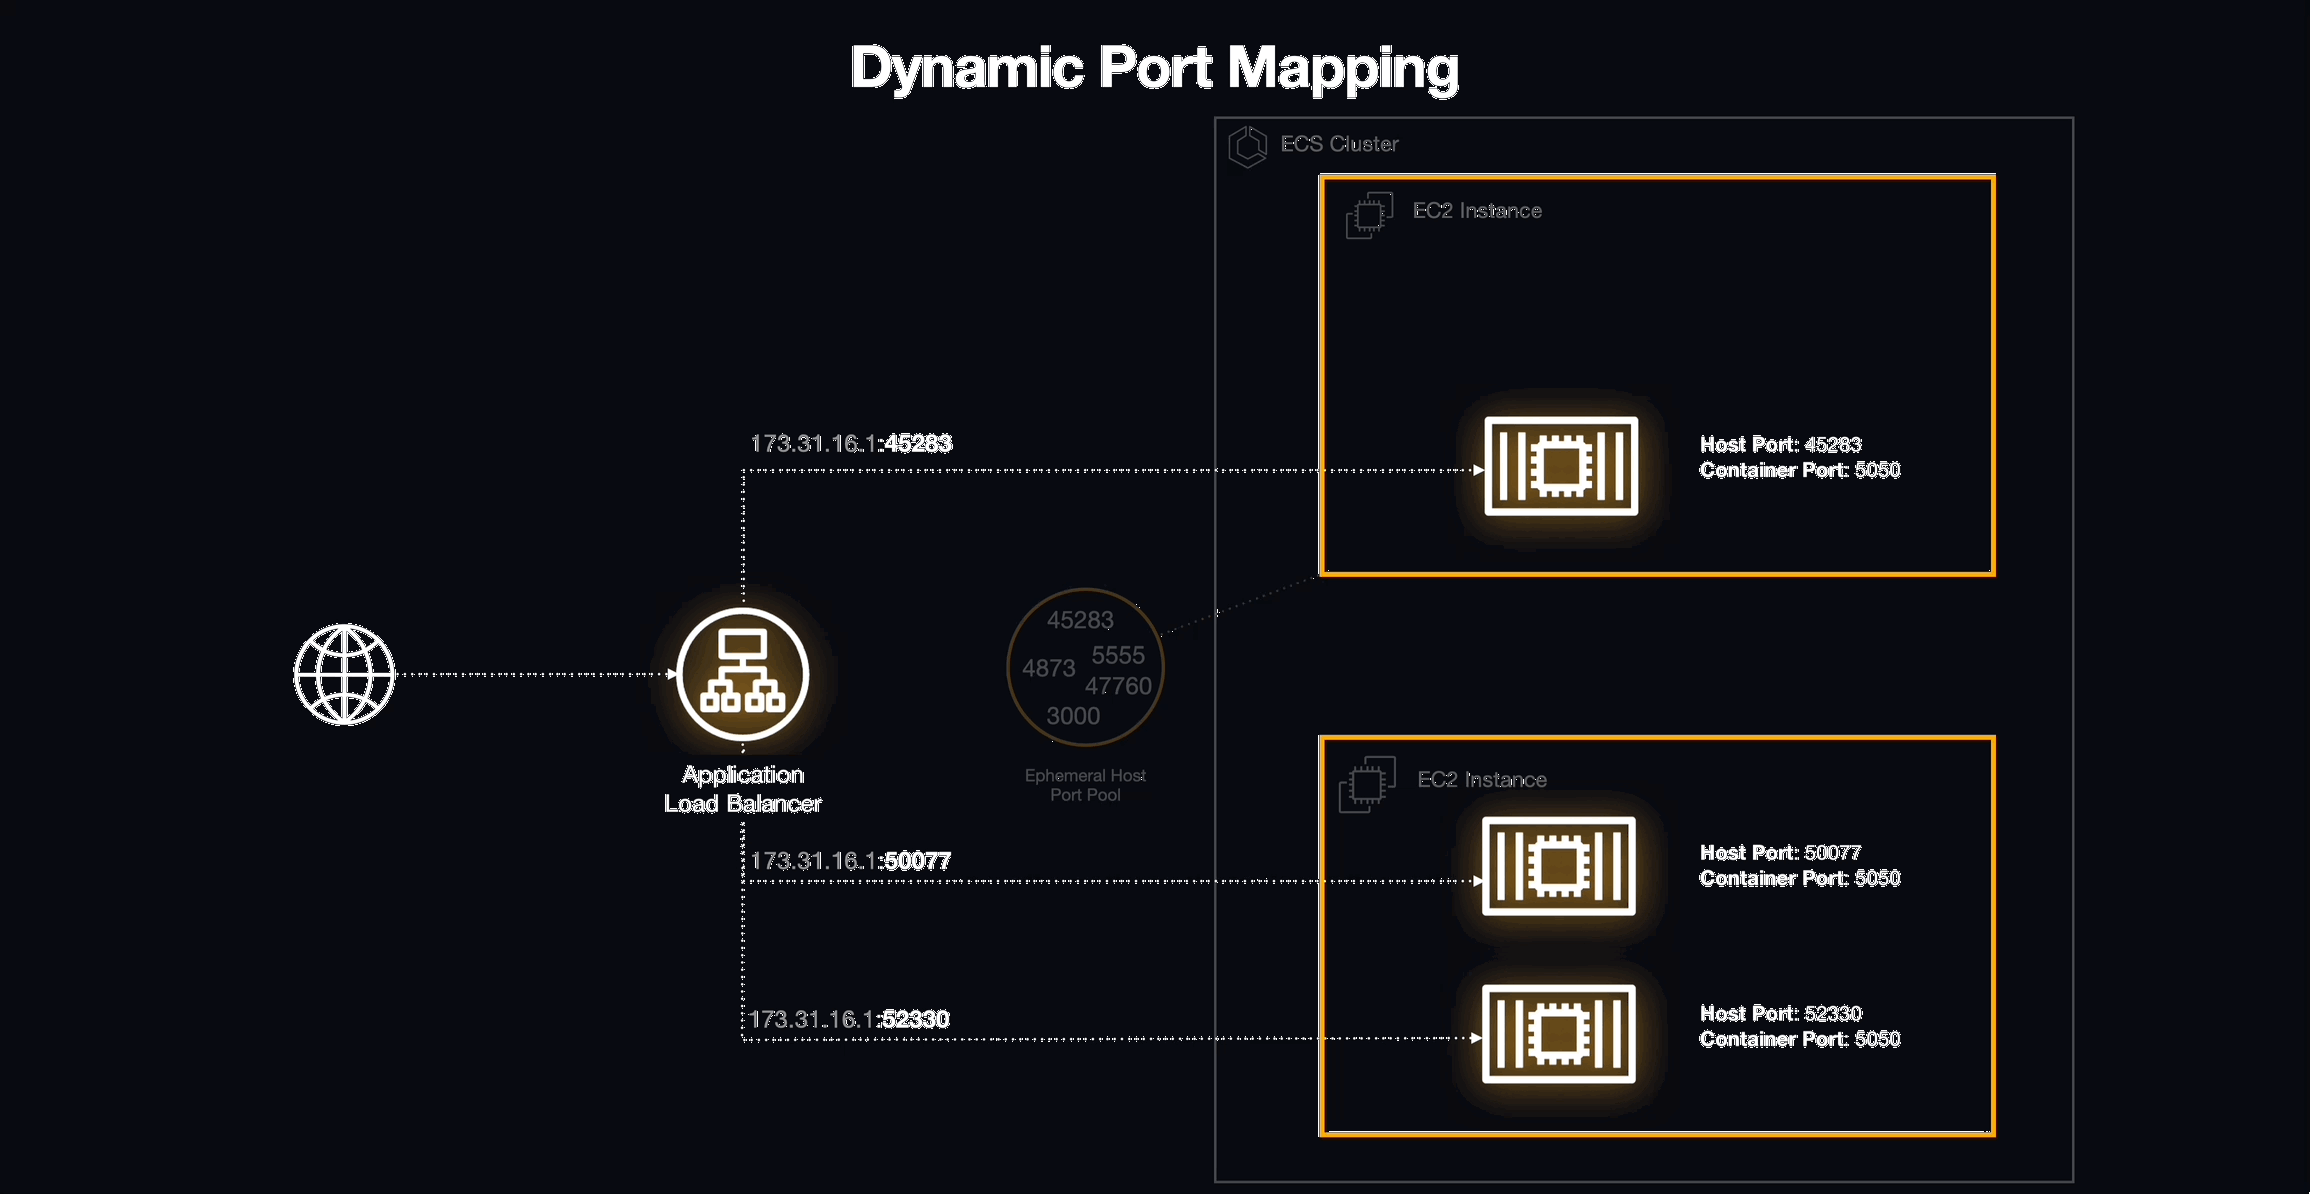 Dynamic Port Mapping
ECS Cluster
EC2 Instance
173.31.16.1:45283
Host Port: 45283
Container Port: 5050
45283
5555
4873
47760
3000
Ephemeral Host
Port Pool
Application
Load Balancer
EC2 Instance
173.31.16.1:50077
Host Port: 50077
Container Port: 5050
173.31.16.1:52330
Host Port: 52330
Container Port: 5050